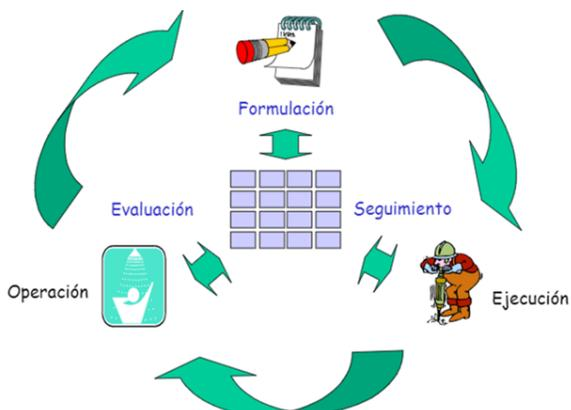 Formulación
Evaluación
Seguimiento
Operación
Ejecución